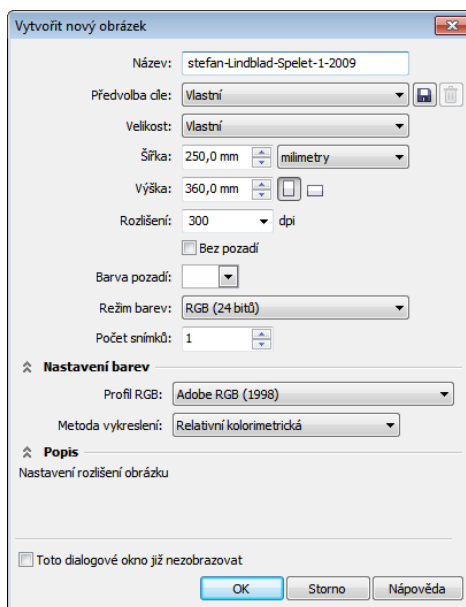 Vytvořit nový obrázek
Název: stefan-Lindblad-Spelet-1-2009
Předvolba cíle: Vlastní
Velikost: Vlastní
Šířka: 250,0 mm milimetry
Výška: 360,0 mm
Rozlišení: 300 dpi
Bez pozadí
Barva pozadí:
Režim barev: RGB (24 bitů)
Počet snímků: 1
Nastavení barev
Profil RGB: Adobe RGB (1998)
Metoda vykreslení: Relativní kolorimetrická
Popis
Nastavení rozlišení obrázku
Toto dialogové okno již nezobrazovat
OK Storno Nápověda